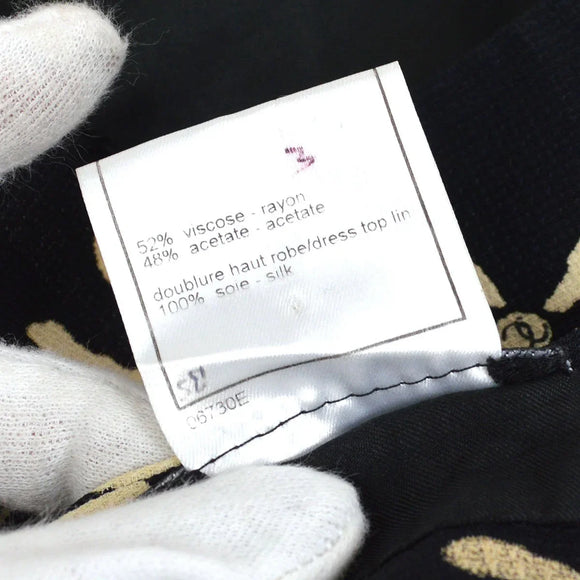 52% viscose - rayon
48% acetate - acetate
doublure haut robe/dress top lin
100% soie - silk
06730E